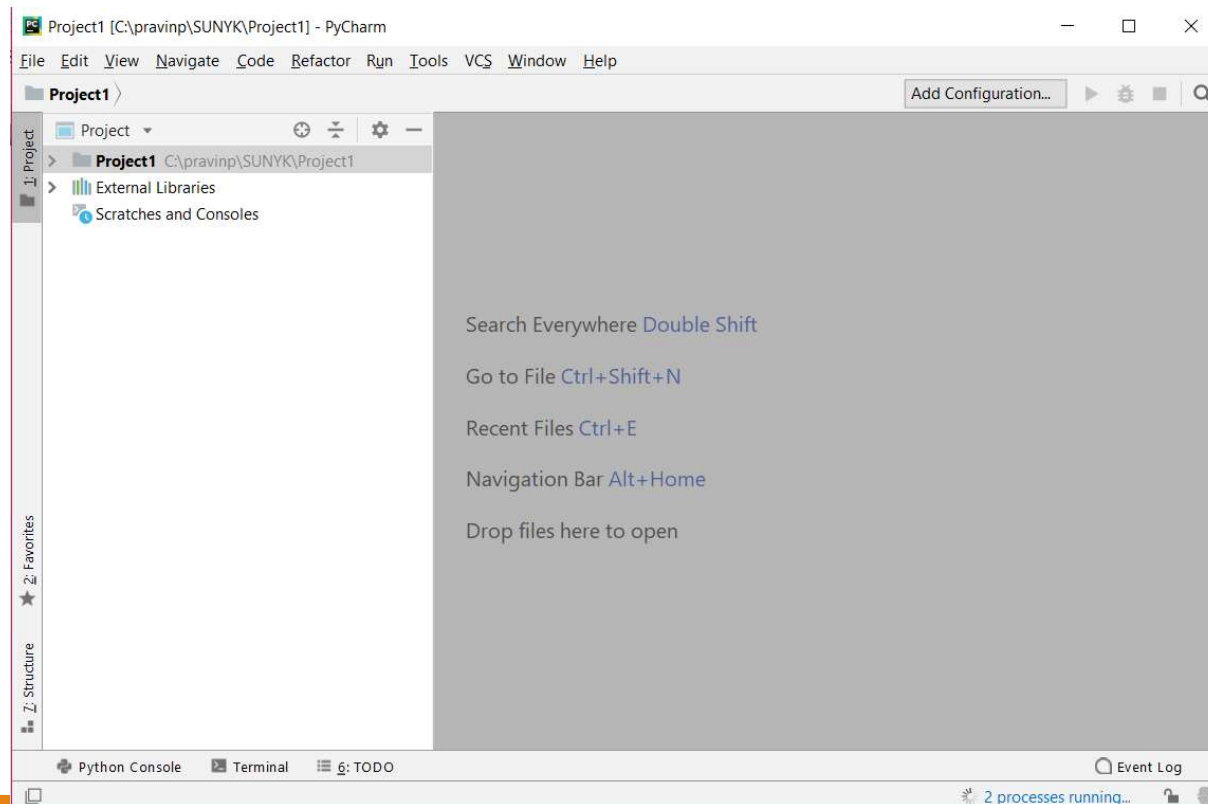 Project1 [C:\pravinp\SUNYK\Project1] - PyCharm
File Edit View Navigate Code Refactor Run Tools VCS Window Help
Project1
Add Configuration...
1: Project
Project
Project1 C:\pravinp\SUNYK\Project1
External Libraries
Scratches and Consoles
Search Everywhere Double Shift
Go to File Ctrl+Shift+N
Recent Files Ctrl+E
Navigation Bar Alt+Home
Drop files here to open
2: Favorites
Z: Structure
Python Console Terminal 6: TODO Event Log
2 processes running...